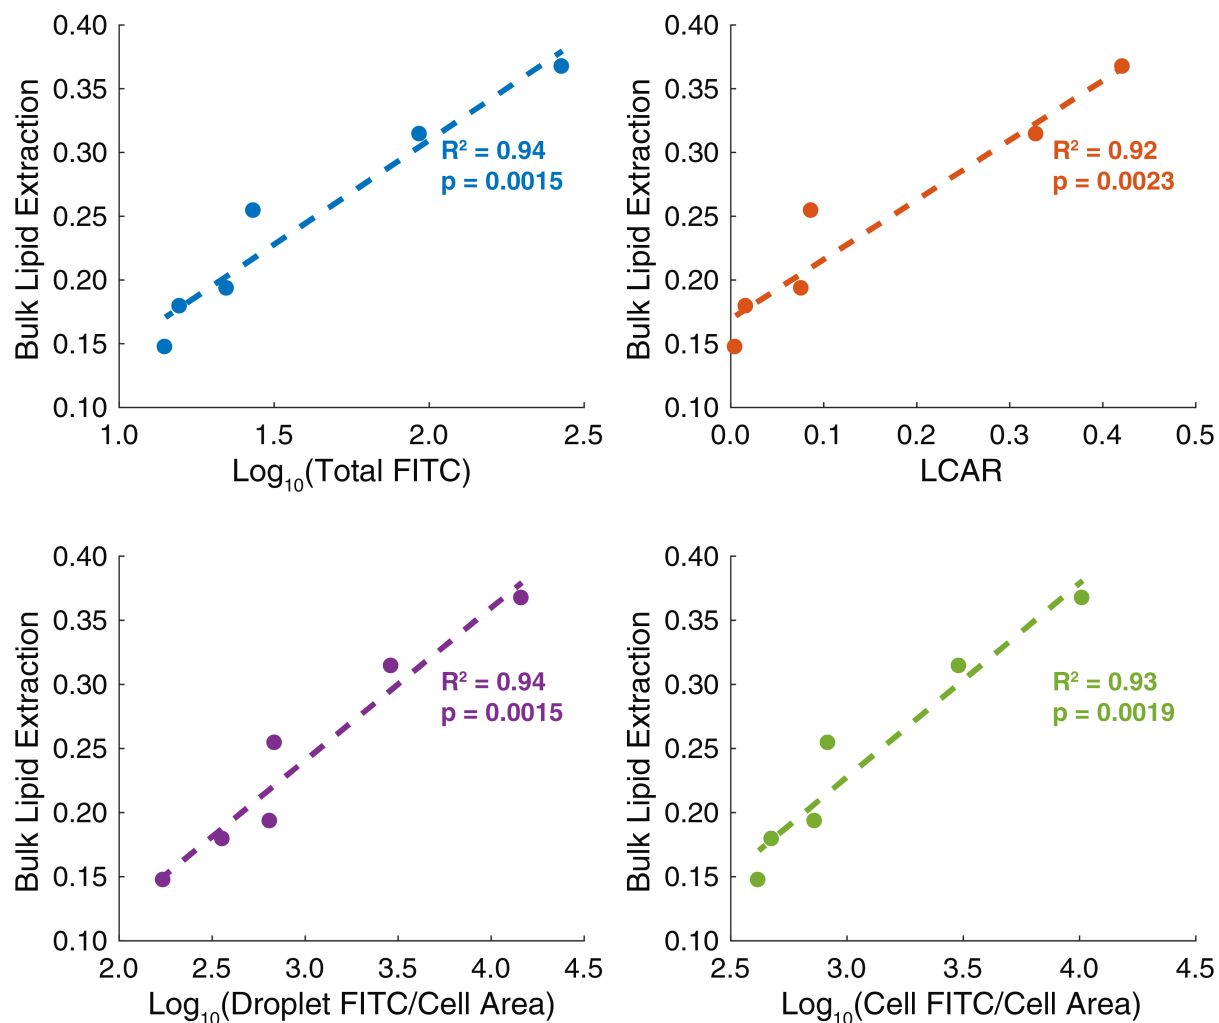 0.40
0.35
0.30
0.25
0.20
0.15
0.10
Bulk Lipid Extraction
R² = 0.94
p = 0.0015
1.0 1.5 2.0 2.5
Log₁₀(Total FITC)
0.40
0.35
0.30
0.25
0.20
0.15
0.10
Bulk Lipid Extraction
R² = 0.92
p = 0.0023
0.0 0.1 0.2 0.3 0.4 0.5
LCAR
0.40
0.35
0.30
0.25
0.20
0.15
0.10
Bulk Lipid Extraction
R² = 0.94
p = 0.0015
2.0 2.5 3.0 3.5 4.0 4.5
Log₁₀(Droplet FITC/Cell Area)
0.40
0.35
0.30
0.25
0.20
0.15
0.10
Bulk Lipid Extraction
R² = 0.93
p = 0.0019
2.5 3.0 3.5 4.0 4.5
Log₁₀(Cell FITC/Cell Area)